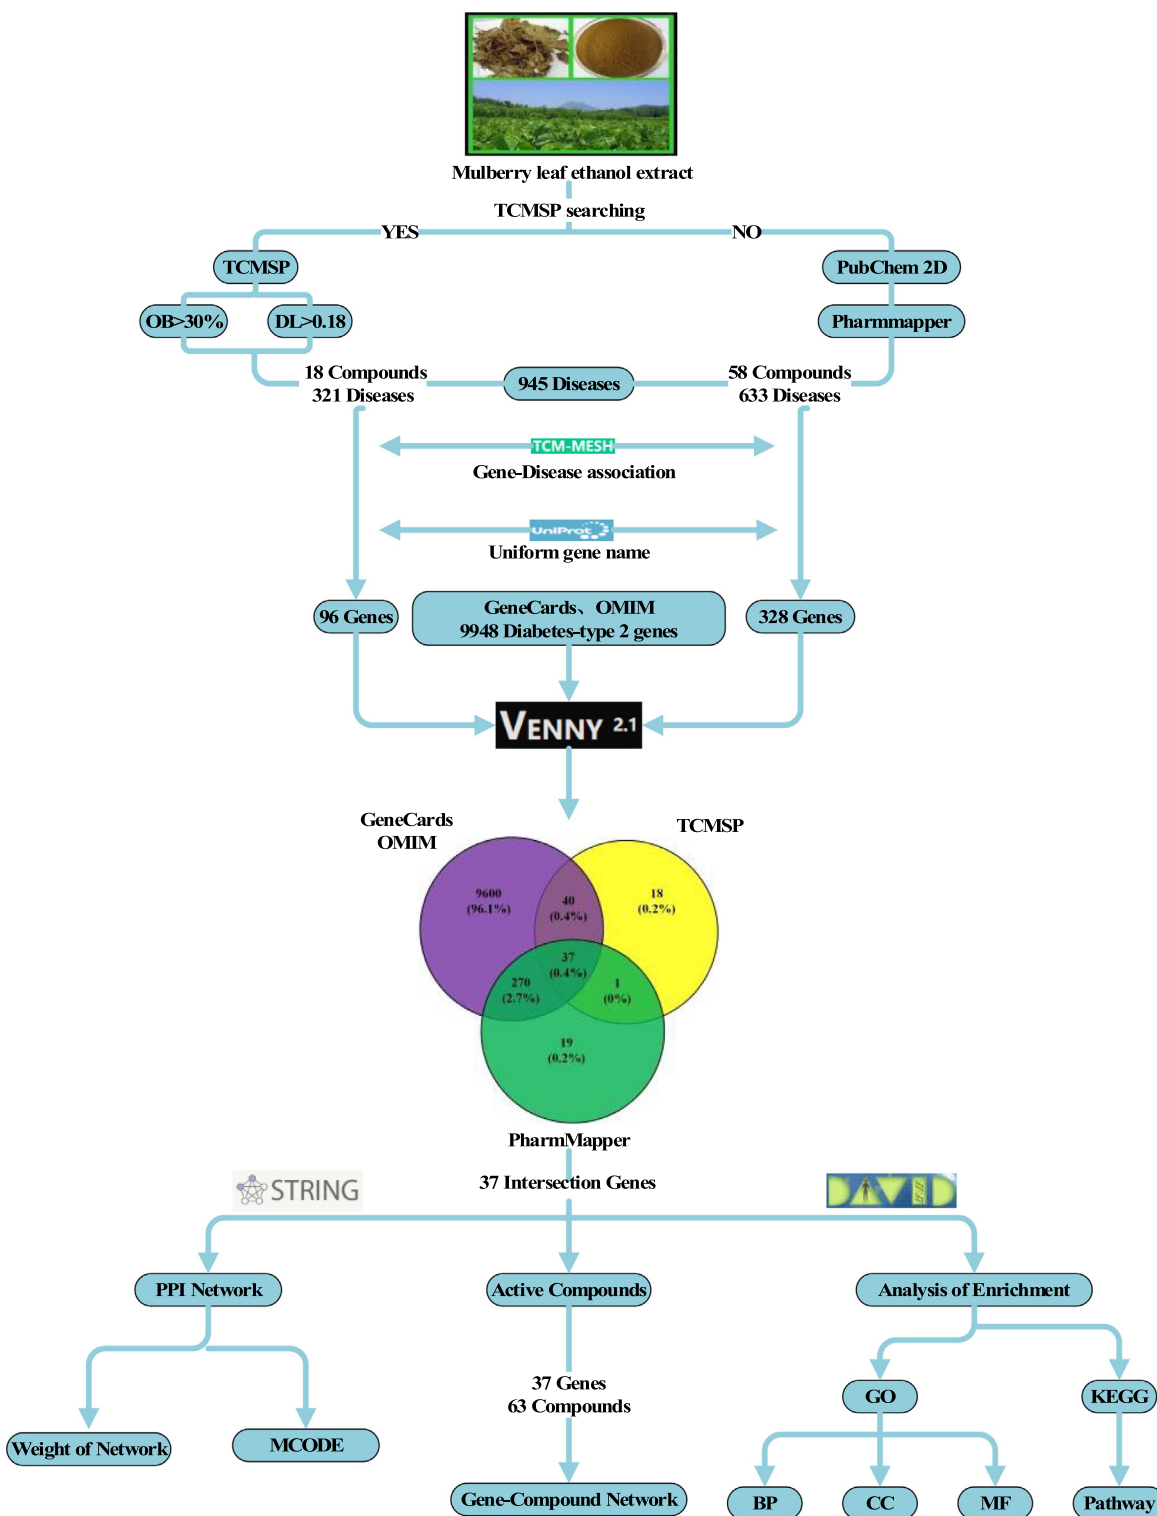 Mulberry leaf ethanol extract
TCMSP searching
YES
NO
TCMSP
PubChem 2D
OB>30%
DL>0.18
Pharmmapper
18 Compounds
321 Diseases
945 Diseases
58 Compounds
633 Diseases
TCM-MESH
Gene-Disease association
UniProt
Uniform gene name
96 Genes
GeneCards、OMIM
9948 Diabetes-type 2 genes
328 Genes
VENNY 2.1
GeneCards
OMIM
TCMSP
9600
(96.1%)
40
(0.4%)
18
(0.2%)
37
(0.4%)
270
(2.7%)
1
(0%)
19
(0.2%)
PharmMapper
37 Intersection Genes
STRING
DAVID
PPI Network
Active Compounds
Analysis of Enrichment
37 Genes
63 Compounds
GO
KEGG
Weight of Network
MCODE
Gene-Compound Network
BP
CC
MF
Pathway